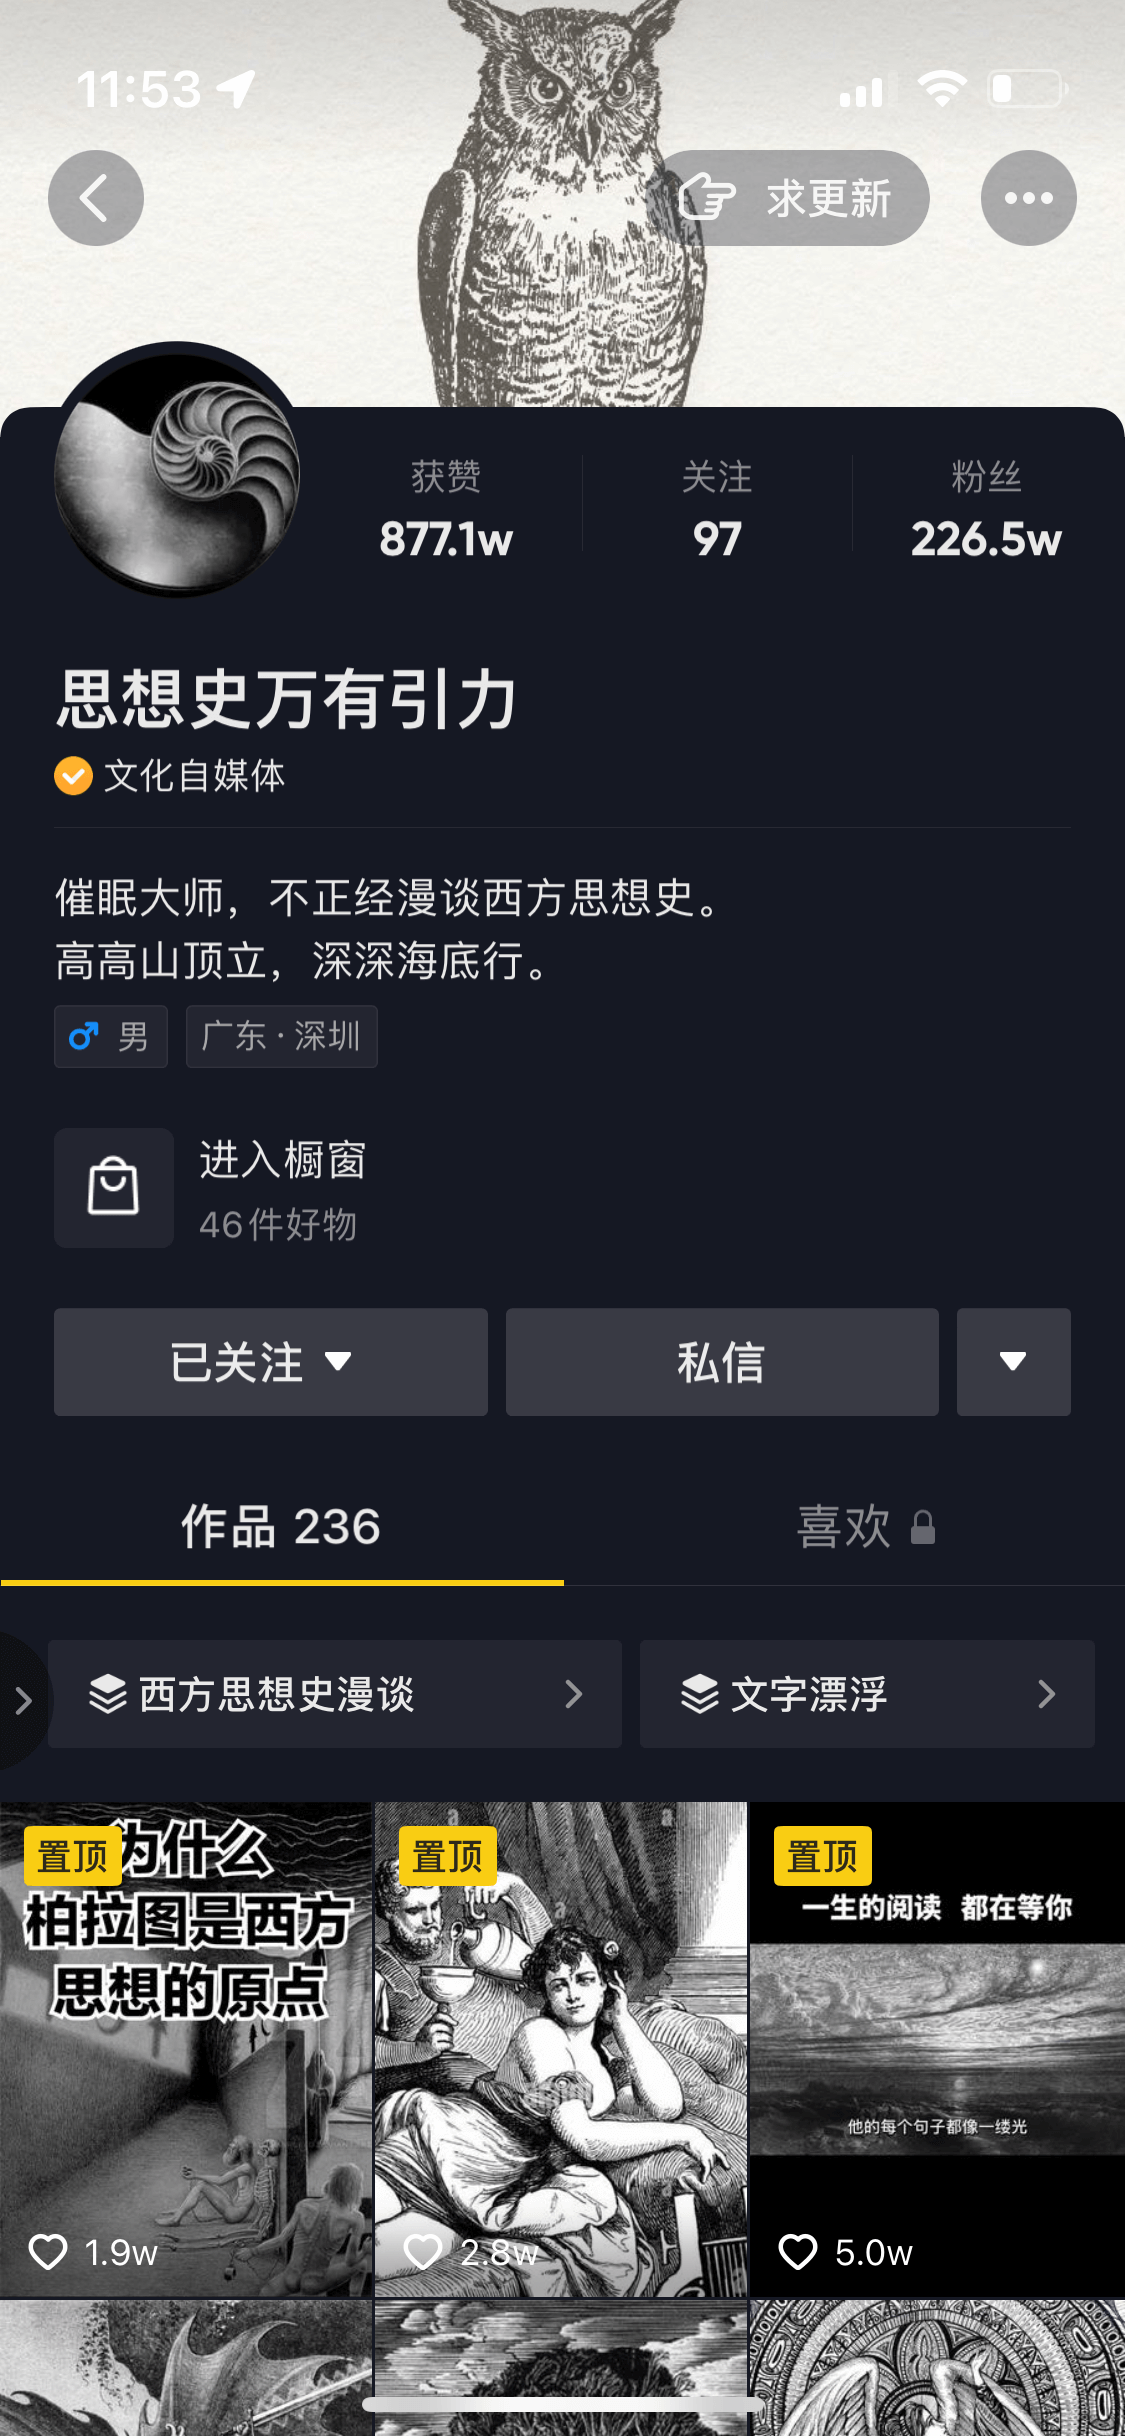 11:53
求更新
获赞
877.1w
关注
97
粉丝
226.5w
思想史万有引力
文化自媒体
催眠大师，不正经漫谈西方思想史。
高高山顶立，深深海底行。
男
广东·深圳
进入橱窗
46件好物
已关注
私信
作品 236
喜欢
西方思想史漫谈
文字漂浮
置顶
为什么
柏拉图是西方
思想的原点
1.9w
置顶
a
a
a
2.8w
置顶
一生的阅读 都在等你
他的每个句子都像一缕光
5.0w